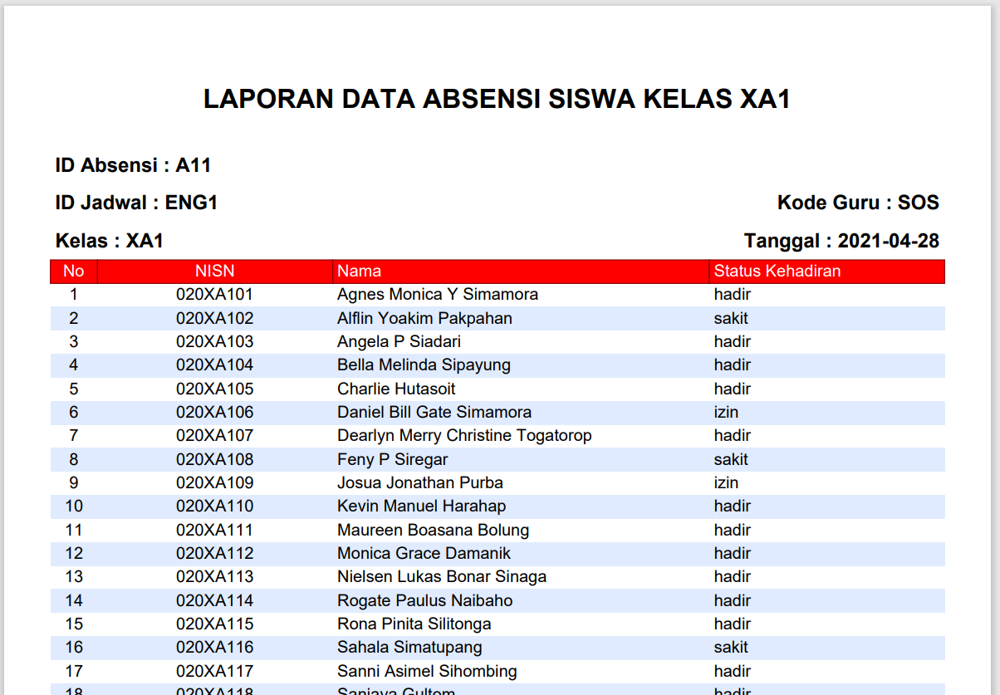 LAPORAN DATA ABSENSI SISWA KELAS XA1
ID Absensi : A11
ID Jadwal : ENG1 Kode Guru : SOS
Kelas : XA1 Tanggal : 2021-04-28
No NISN Nama Status Kehadiran
1 020XA101 Agnes Monica Y Simamora hadir
2 020XA102 Alflin Yoakim Pakpahan sakit
3 020XA103 Angela P Siadari hadir
4 020XA104 Bella Melinda Sipayung hadir
5 020XA105 Charlie Hutasoit hadir
6 020XA106 Daniel Bill Gate Simamora izin
7 020XA107 Dearlyn Merry Christine Togatorop hadir
8 020XA108 Feny P Siregar sakit
9 020XA109 Josua Jonathan Purba izin
10 020XA110 Kevin Manuel Harahap hadir
11 020XA111 Maureen Boasana Bolung hadir
12 020XA112 Monica Grace Damanik hadir
13 020XA113 Nielsen Lukas Bonar Sinaga hadir
14 020XA114 Rogate Paulus Naibaho hadir
15 020XA115 Rona Pinita Silitonga hadir
16 020XA116 Sahala Simatupang sakit
17 020XA117 Sanni Asimel Sihombing hadir
18 020XA118 Sanjaya Gultom hadir